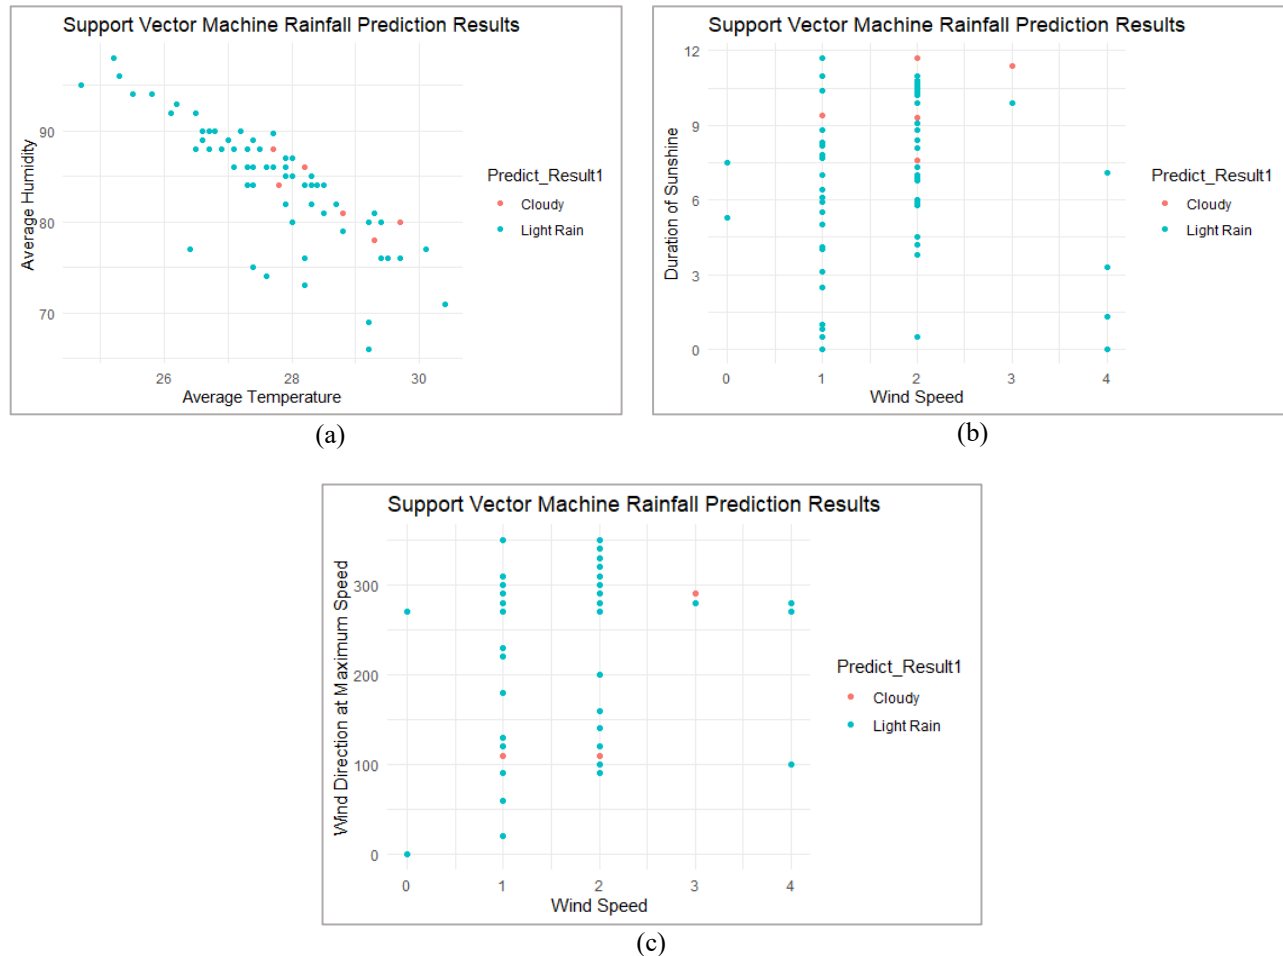 Support Vector Machine Rainfall Prediction Results
90
80
70
Average Humidity
26 28 30
Average Temperature
Predict_Result1
Cloudy
Light Rain
(a)
Support Vector Machine Rainfall Prediction Results
12
9
6
3
0
Duration of Sunshine
0 1 2 3 4
Wind Speed
Predict_Result1
Cloudy
Light Rain
(b)
Support Vector Machine Rainfall Prediction Results
300
200
100
0
Wind Direction at Maximum Speed
0 1 2 3 4
Wind Speed
Predict_Result1
Cloudy
Light Rain
(c)